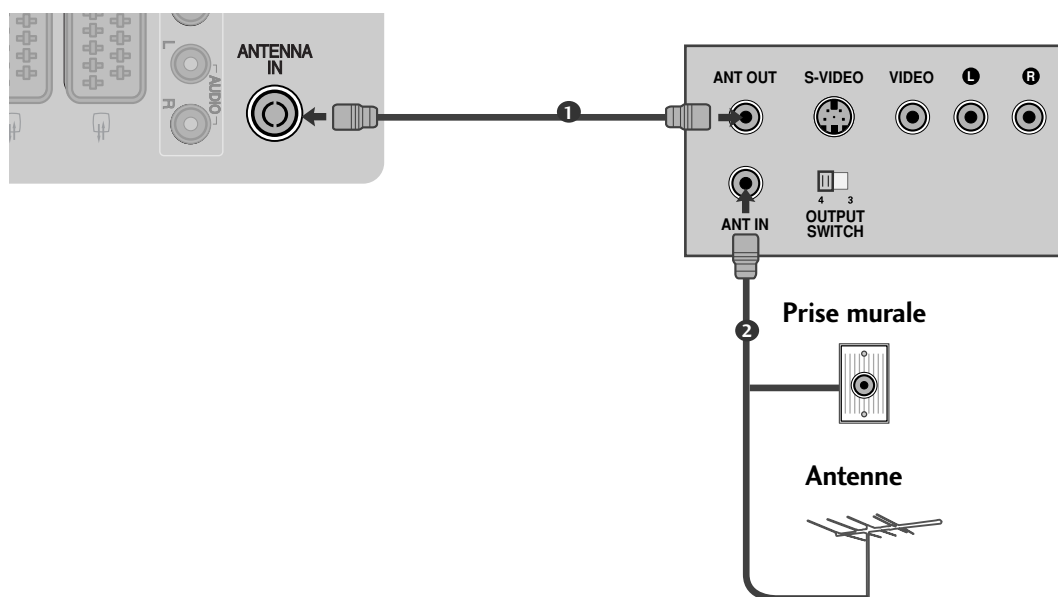 ANTENNA
IN
L
R
AUDIO
ANT OUT
S-VIDEO
VIDEO
L
R
1
ANT IN
4 3
OUTPUT
SWITCH
2
Prise murale
Antenne